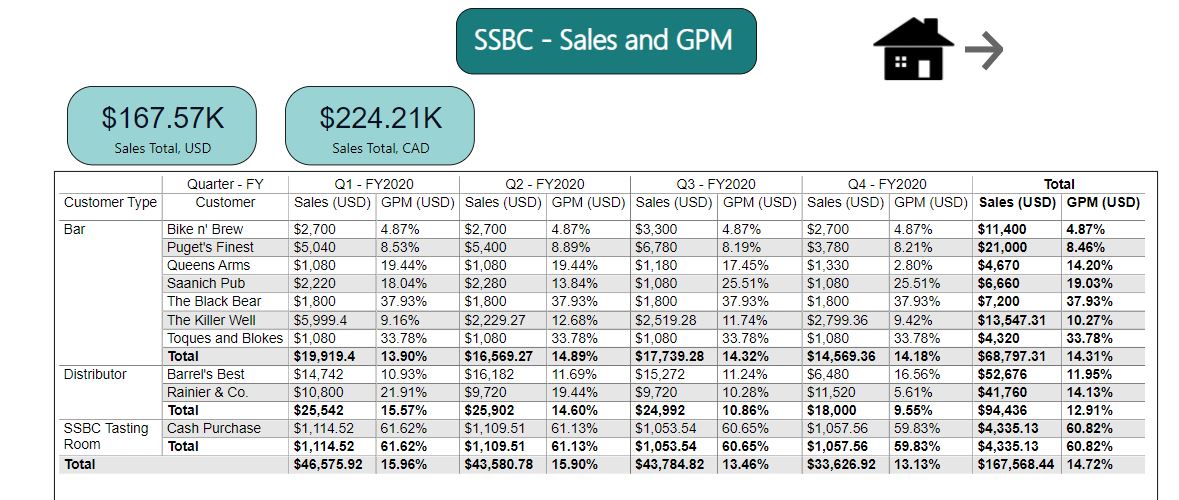 SSBC - Sales and GPM
$167.57K
Sales Total, USD
$224.21K
Sales Total, CAD
Quarter - FY Q1 - FY2020 Q2 - FY2020 Q3 - FY2020 Q4 - FY2020 Total
Customer Type Customer Sales (USD) GPM (USD) Sales (USD) GPM (USD) Sales (USD) GPM (USD) Sales (USD) GPM (USD) Sales (USD) GPM (USD)
Bar Bike n' Brew $2,700 4.87% $2,700 4.87% $3,300 4.87% $2,700 4.87% $11,400 4.87%
Puget's Finest $5,040 8.53% $5,400 8.89% $6,780 8.19% $3,780 8.21% $21,000 8.46%
Queens Arms $1,080 19.44% $1,080 19.44% $1,180 17.45% $1,330 2.80% $4,670 14.20%
Saanich Pub $2,220 18.04% $2,280 13.84% $1,080 25.51% $1,080 25.51% $6,660 19.03%
The Black Bear $1,800 37.93% $1,800 37.93% $1,800 37.93% $1,800 37.93% $7,200 37.93%
The Killer Well $5,999.4 9.16% $2,229.27 12.68% $2,519.28 11.74% $2,799.36 9.42% $13,547.31 10.27%
Toques and Blokes $1,080 33.78% $1,080 33.78% $1,080 33.78% $1,080 33.78% $4,320 33.78%
Total $19,919.4 13.90% $16,569.27 14.89% $17,739.28 14.32% $14,569.36 14.18% $68,797.31 14.31%
Distributor Barrel's Best $14,742 10.93% $16,182 11.69% $15,272 11.24% $6,480 16.56% $52,676 11.95%
Rainier & Co. $10,800 21.91% $9,720 19.44% $9,720 10.28% $11,520 5.61% $41,760 14.13%
Total $25,542 15.57% $25,902 14.60% $24,992 10.86% $18,000 9.55% $94,436 12.91%
SSBC Tasting Cash Purchase $1,114.52 61.62% $1,109.51 61.13% $1,053.54 60.65% $1,057.56 59.83% $4,335.13 60.82%
Room Total $1,114.52 61.62% $1,109.51 61.13% $1,053.54 60.65% $1,057.56 59.83% $4,335.13 60.82%
Total $46,575.92 15.96% $43,580.78 15.90% $43,784.82 13.46% $33,626.92 13.13% $167,568.44 14.72%